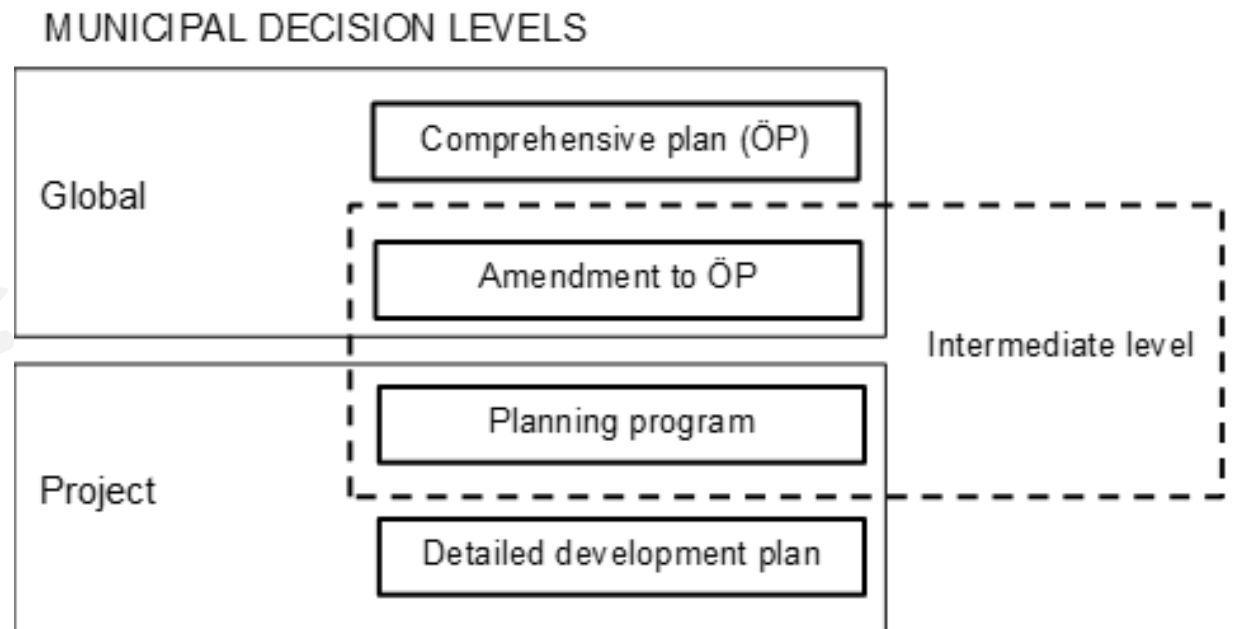 MUNICIPAL DECISION LEVELS
Comprehensive plan (ÖP)
Global
Amendment to ÖP
Intermediate level
Planning program
Project
Detailed development plan